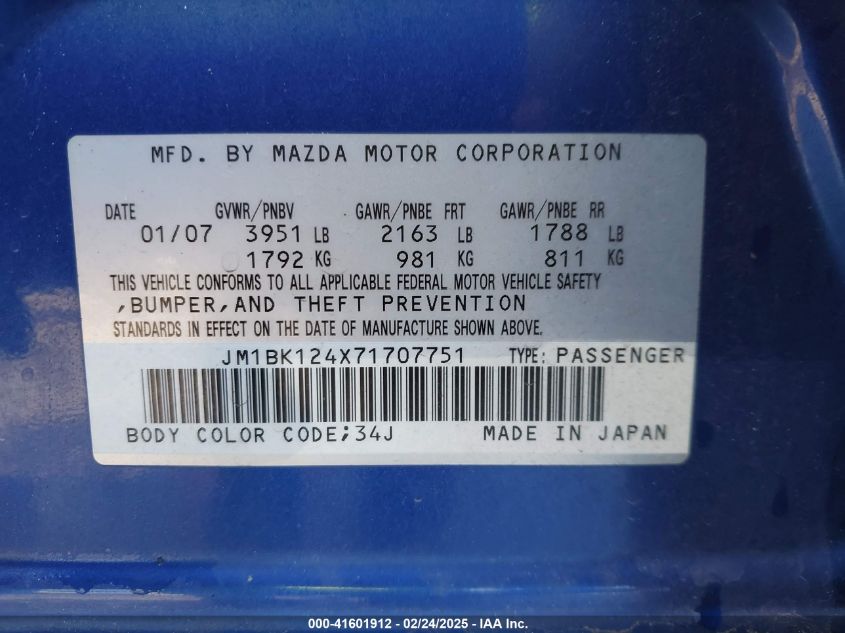 MFD. BY MAZDA MOTOR CORPORATION
DATE GVWR/PNBV GAWR/PNBE FRT GAWR/PNBE RR
01/07 3951 LB 2163 LB 1788 LB
1792 KG 981 KG 811 KG
THIS VEHICLE CONFORMS TO ALL APPLICABLE FEDERAL MOTOR VEHICLE SAFETY
,BUMPER,AND THEFT PREVENTION
STANDARDS IN EFFECT ON THE DATE OF MANUFACTURE SHOWN ABOVE.
JM1BK124X71707751 TYPE: PASSENGER
BODY COLOR CODE;34J MADE IN JAPAN
000-41601912 - 02/24/2025 - IAA Inc.